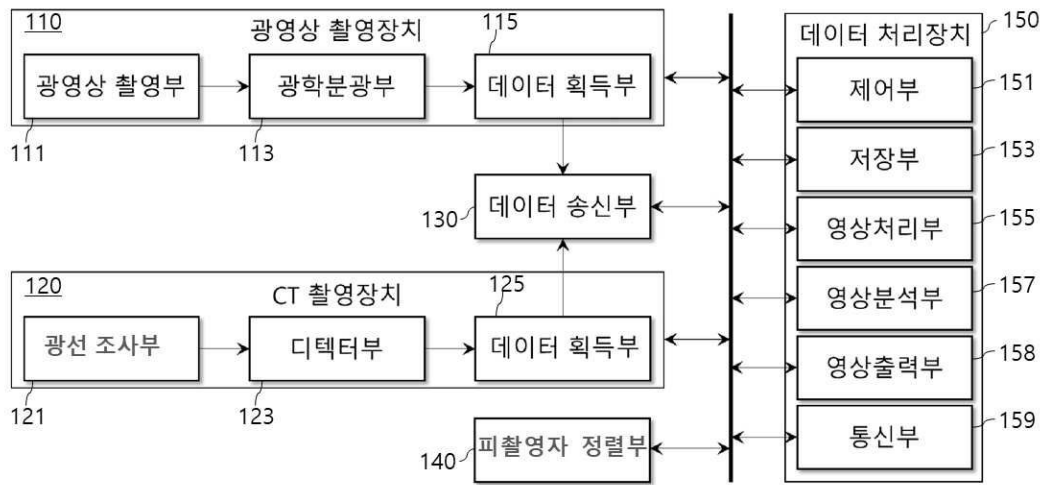 110
광영상 촬영장치
115
광영상 촬영부
광학분광부
데이터 획득부
111
113
130
데이터 송신부
120
CT 촬영장치
125
광선 조사부
디텍터부
데이터 획득부
121
123
140
피촬영자 정렬부
150
데이터 처리장치
제어부
151
저장부
153
영상처리부
155
영상분석부
157
영상출력부
158
통신부
159